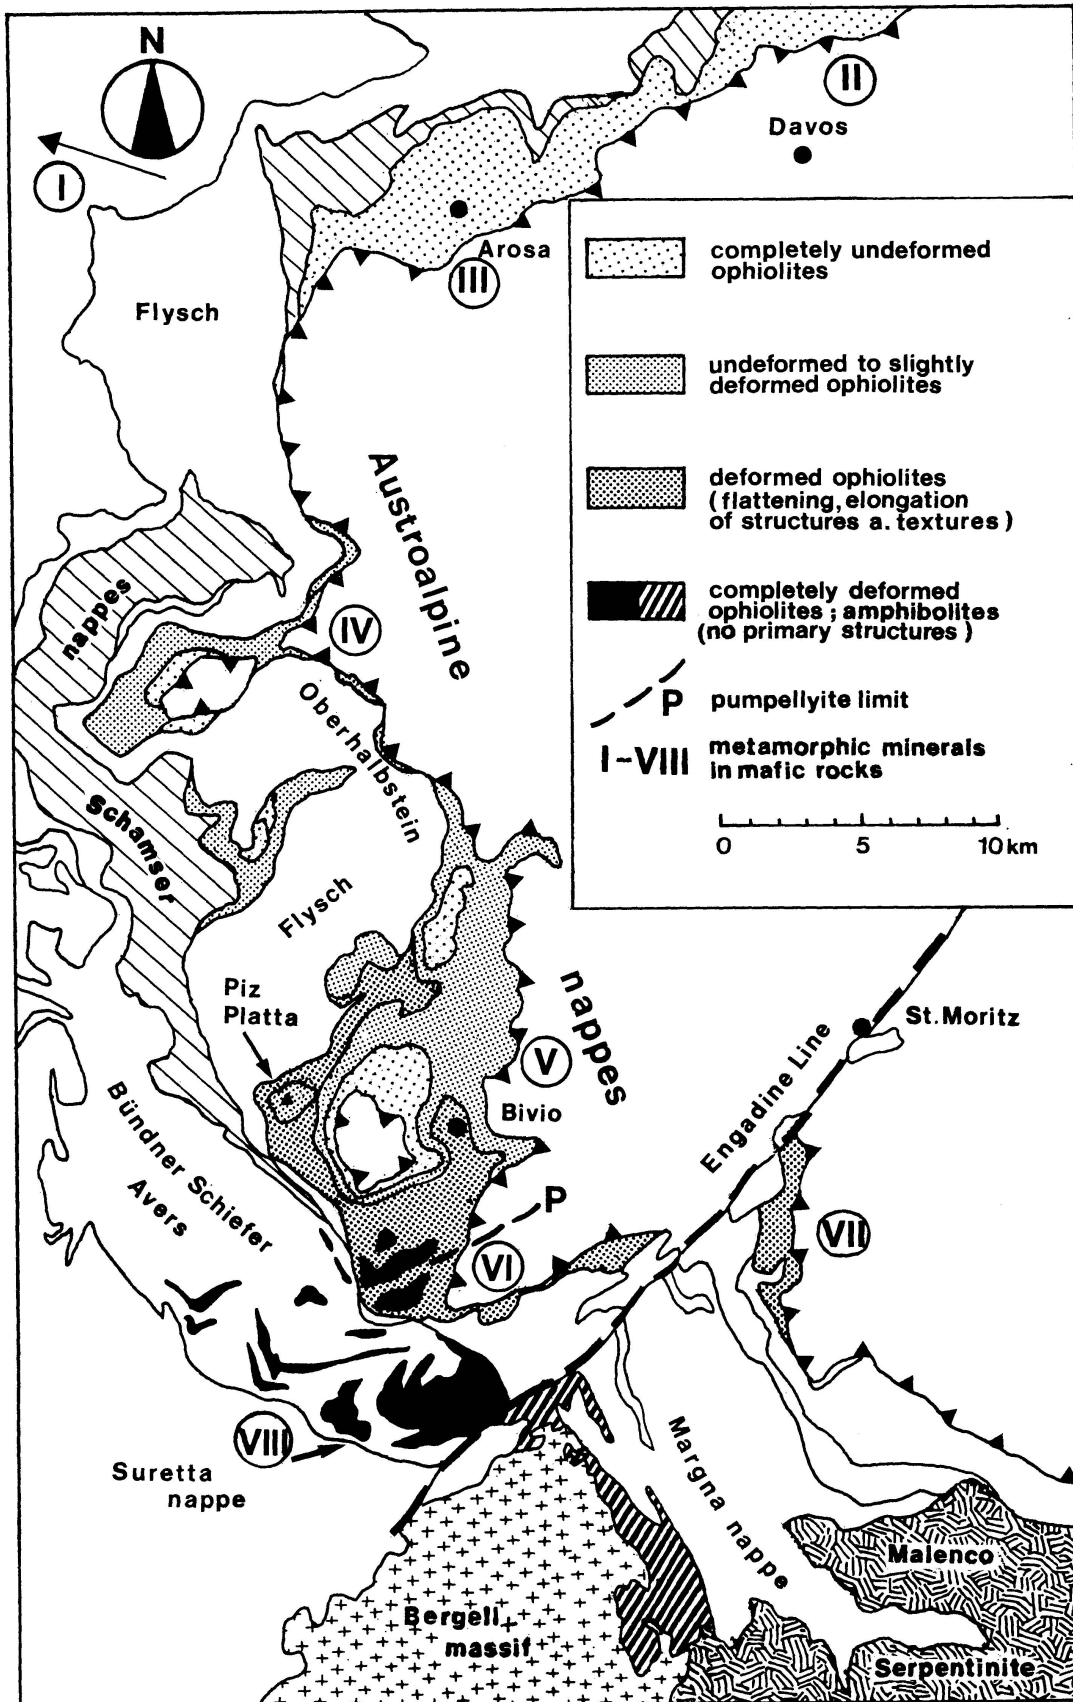 N
I
II
Davos
Arosa
III
Flysch
completely undeformed
ophiolites
undeformed to slightly
deformed ophiolites
deformed ophiolites
(flattening, elongation
of structures a. textures)
completely deformed
ophiolites; amphibolites
(no primary structures)
P pumpellyite limit
I-VIII metamorphic minerals
in mafic rocks
0 5 10 km
Austroalpine
nappes
nappes
Schamser
IV
Oberhalbstein
Flysch
Piz
Platta
V
Bivio
St. Moritz
Engadine Line
Bündner Schiefer
Avers
P
VI
VII
VIII
Suretta
nappe
Margna nappe
Malenco
Serpentinite
Bergell
massif